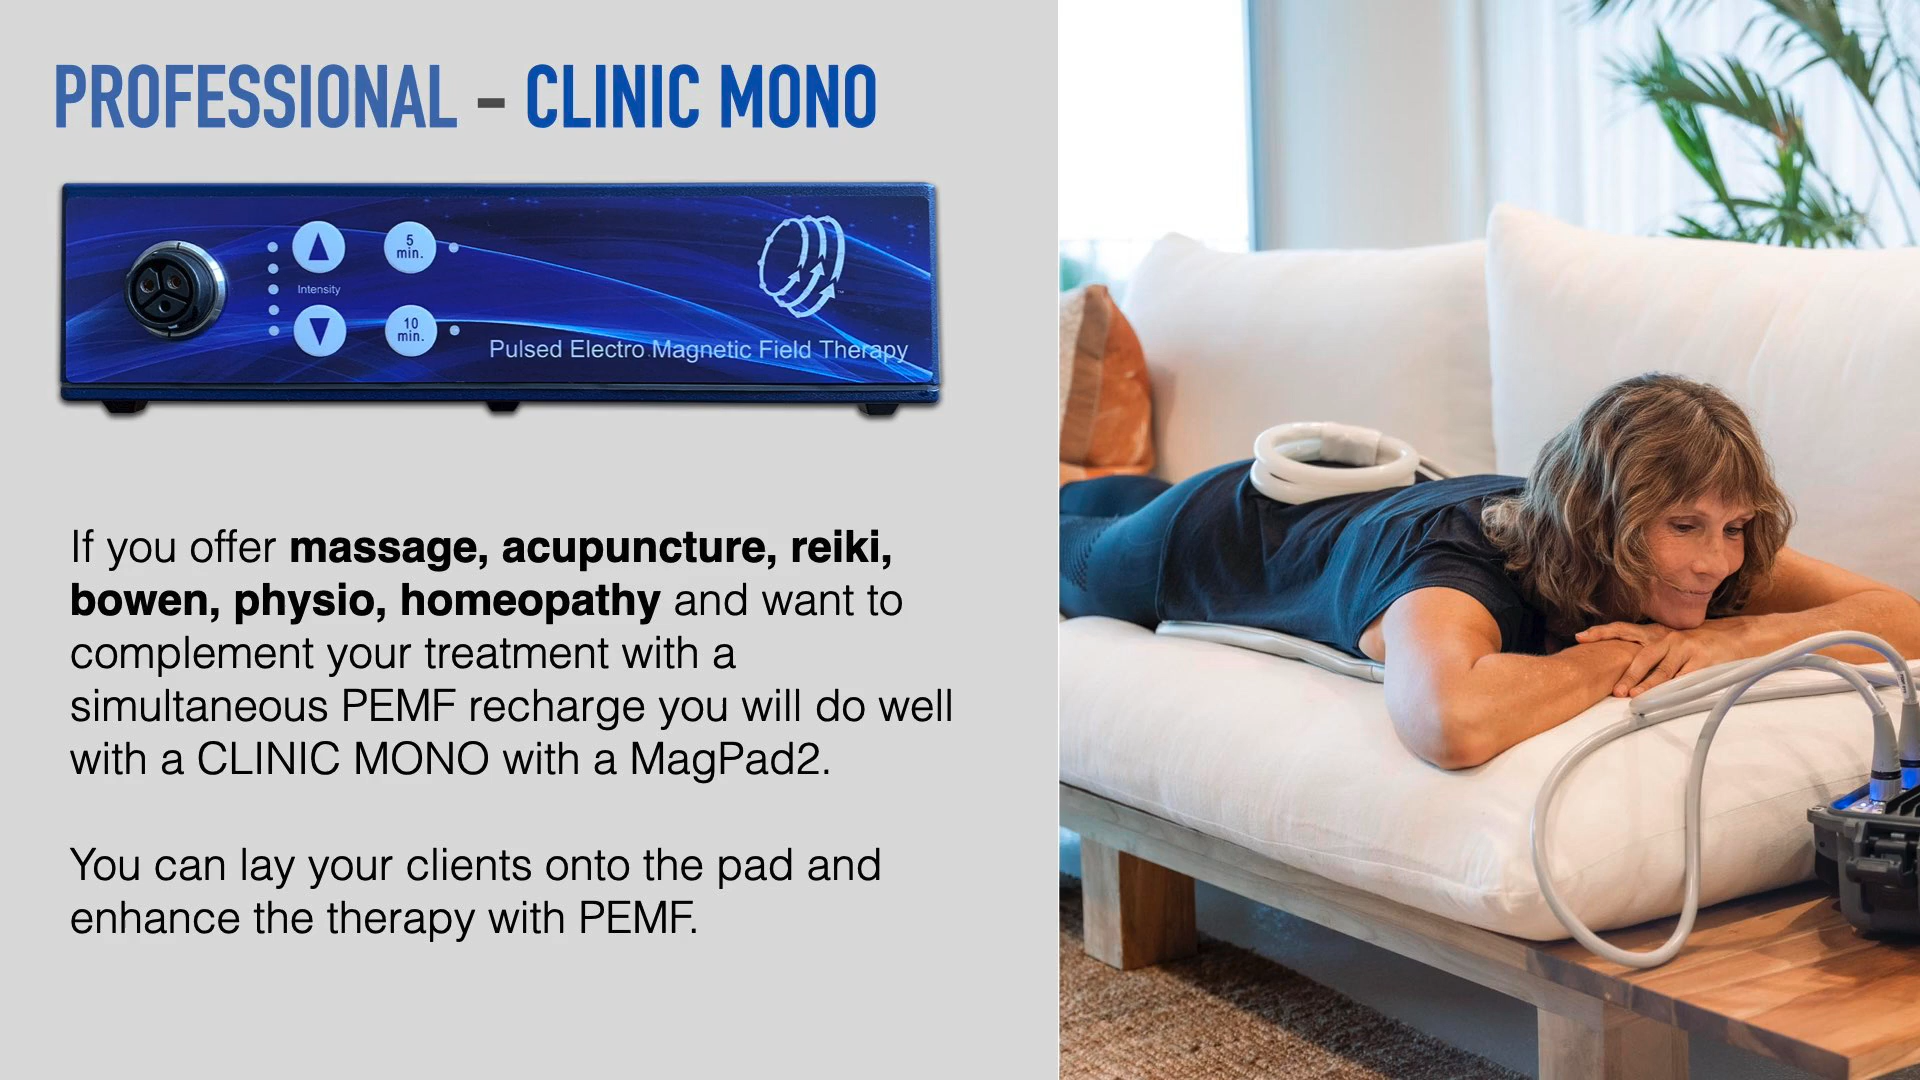 PROFESSIONAL - CLINIC MONO
5
min.
Intensity
10
min.
Pulsed Electro Magnetic Field Therapy
If you offer massage, acupuncture, reiki,
bowen, physio, homeopathy and want to
complement your treatment with a
simultaneous PEMF recharge you will do well
with a CLINIC MONO with a MagPad2.
You can lay your clients onto the pad and
enhance the therapy with PEMF.